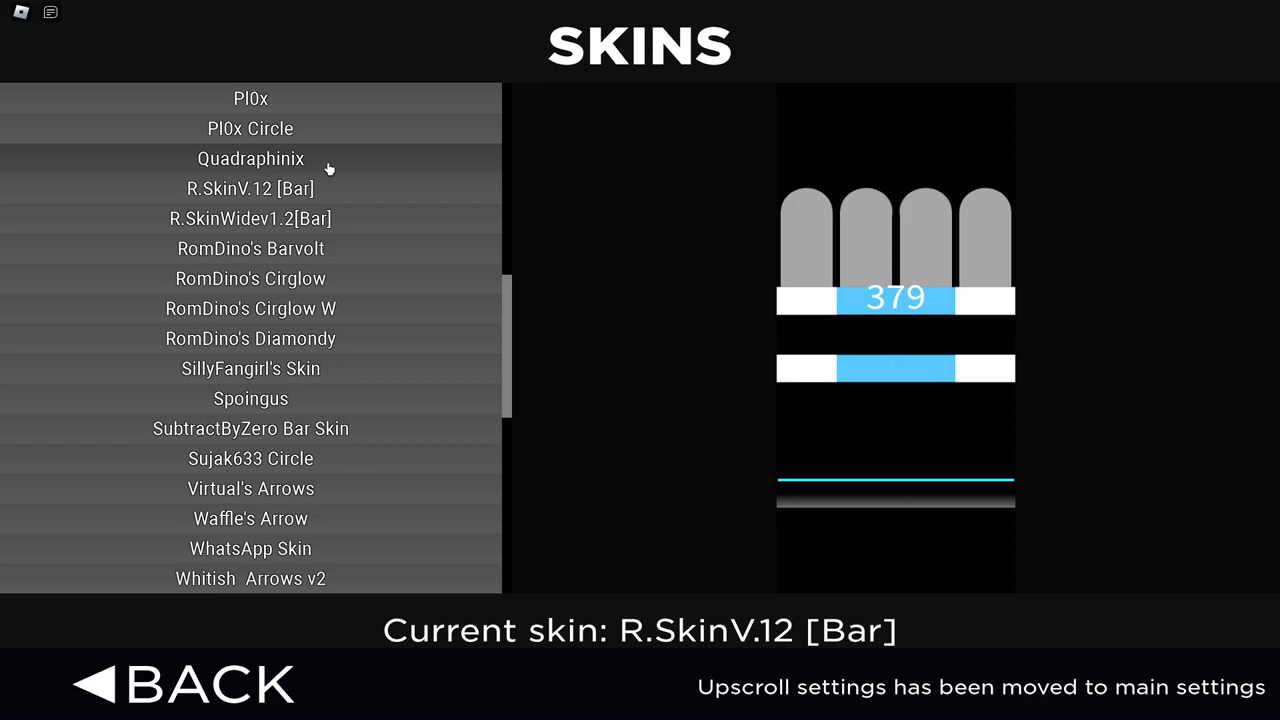 SKINS
Pl0x
Pl0x Circle
Quadraphinix
R.SkinV.12 [Bar]
R.SkinWidev1.2[Bar]
RomDino's Barvolt
RomDino's Cirglow
RomDino's Cirglow W
RomDino's Diamondy
SillyFangirl's Skin
Spoingus
SubtractByZero Bar Skin
Sujak633 Circle
Virtual's Arrows
Waffle's Arrow
WhatsApp Skin
Whitish  Arrows v2
379
Current skin: R.SkinV.12 [Bar]
BACK
Upscroll settings has been moved to main settings